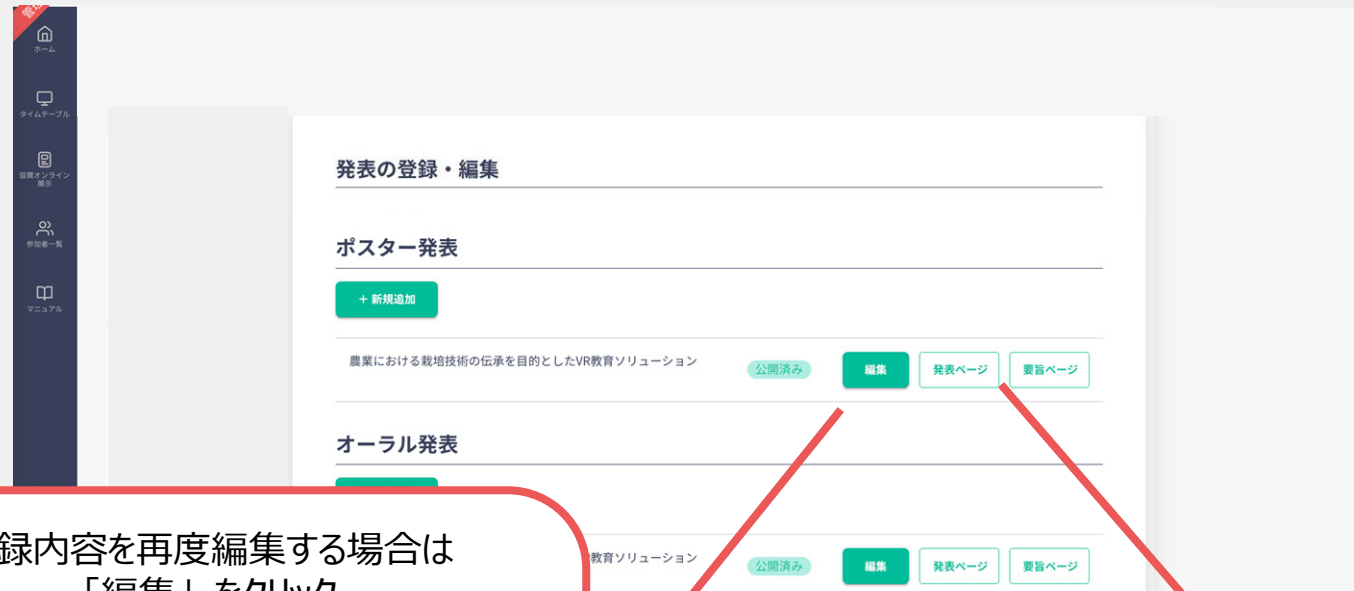 ホーム
タイムテーブル
協賛オンライン
展示
参加者一覧
マニュアル
発表の登録・編集
ポスター発表
+ 新規追加
農業における栽培技術の伝承を目的としたVR教育ソリューション
公開済み
編集
発表ページ
要旨ページ
オーラル発表
教育ソリューション
公開済み
編集
発表ページ
要旨ページ
録内容を再度編集する場合は
「編集」をクリック